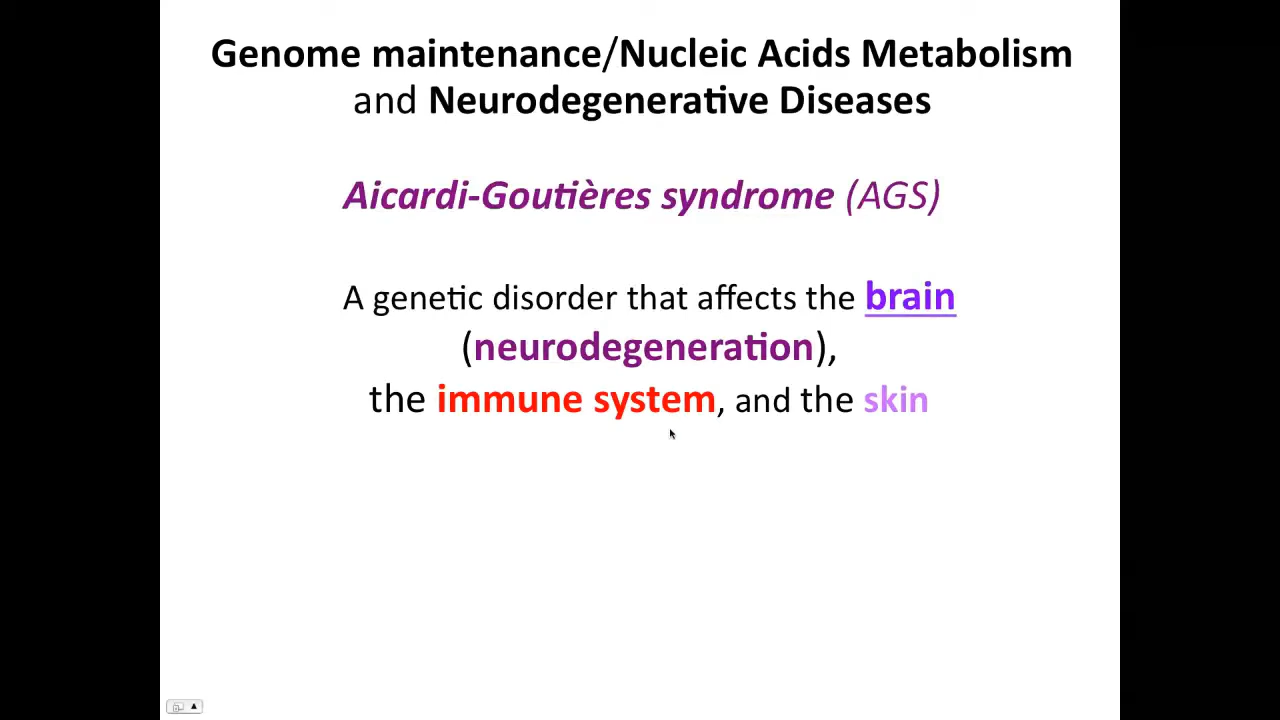 Genome maintenance/Nucleic Acids Metabolism
and Neurodegenerative Diseases
Aicardi-Goutières syndrome (AGS)
A genetic disorder that affects the brain
(neurodegeneration),
the immune system, and the skin